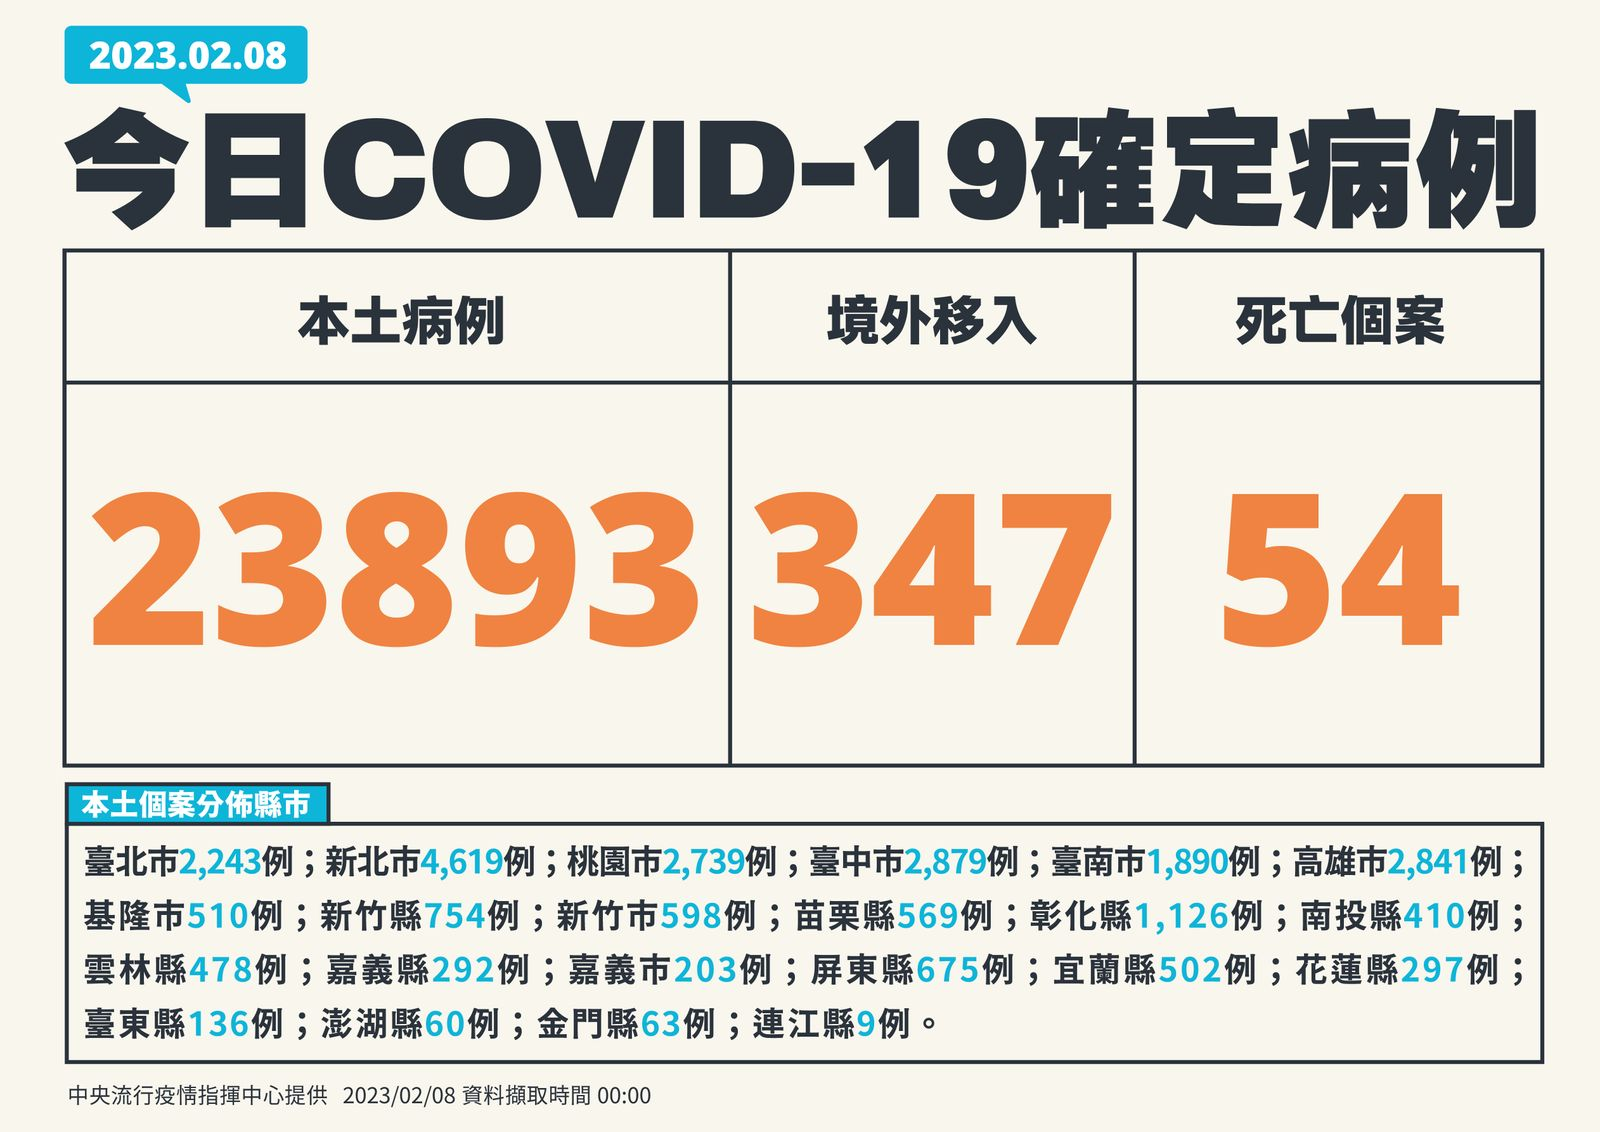 2023.02.08
今日COVID-19確定病例
本土病例 境外移入 死亡個案
23893 347 54
本土個案分佈縣市
臺北市2,243例；新北市4,619例；桃園市2,739例；臺中市2,879例；臺南市1,890例；高雄市2,841例；
基隆市510例；新竹縣754例；新竹市598例；苗栗縣569例；彰化縣1,126例；南投縣410例；
雲林縣478例；嘉義縣292例；嘉義市203例；屏東縣675例；宜蘭縣502例；花蓮縣297例；
臺東縣136例；澎湖縣60例；金門縣63例；連江縣9例。
中央流行疫情指揮中心提供 2023/02/08 資料擷取時間 00:00